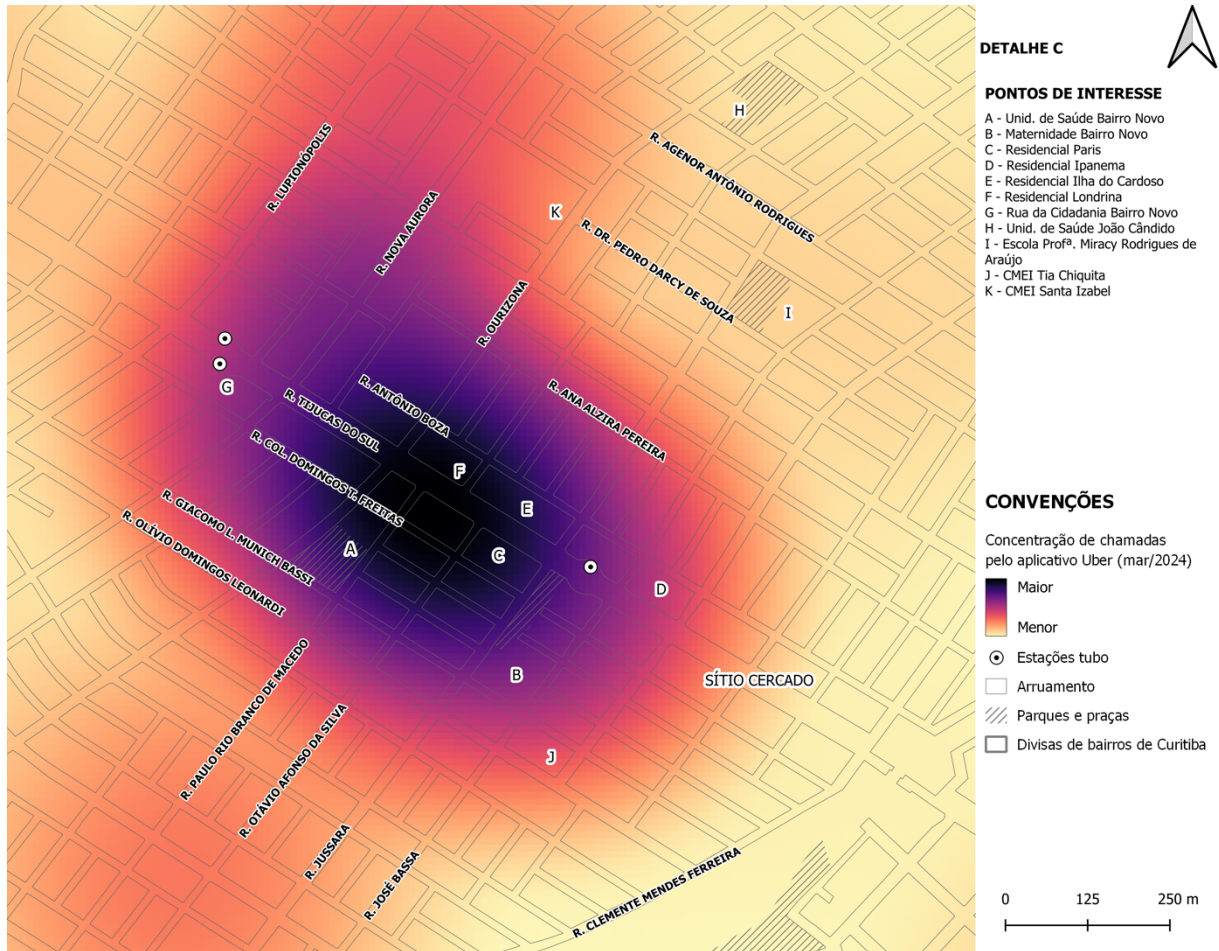 DETALHE C
PONTOS DE INTERESSE
A - Unid. de Saúde Bairro Novo
B - Maternidade Bairro Novo
C - Residencial Paris
D - Residencial Ipanema
E - Residencial Ilha do Cardoso
F - Residencial Londrina
G - Rua da Cidadania Bairro Novo
H - Unid. de Saúde João Cândido
I - Escola Profª. Miracy Rodrigues de
Araújo
J - CMEI Tia Chiquita
K - CMEI Santa Izabel
CONVENÇÕES
Concentração de chamadas
pelo aplicativo Uber (mar/2024)
Maior
Menor
Estações tubo
Arruamento
Parques e praças
Divisas de bairros de Curitiba
0 125 250 m
H
R. AGENOR ANTÔNIO RODRIGUES
R. LUPIONÓPOLIS
K
R. NOVA AURORA
R. DR. PEDRO DARCY DE SOUZA
I
R. OURIZONA
G
R. ANTÔNIO BOZA
R. ANA ALZIRA PEREIRA
R. TIJUCAS DO SUL
R. COL. DOMINGOS T. FREITAS
F
E
R. GIACOMO L. MUNICH BASSI
A
C
R. OLÍVIO DOMINGOS LEONARDI
D
B
SÍTIO CERCADO
R. PAULO RIO BRANCO DE MACEDO
J
R. OTÁVIO AFONSO DA SILVA
R. JUSSARA
R. JOSÉ BASSA
R. CLEMENTE MENDES FERREIRA